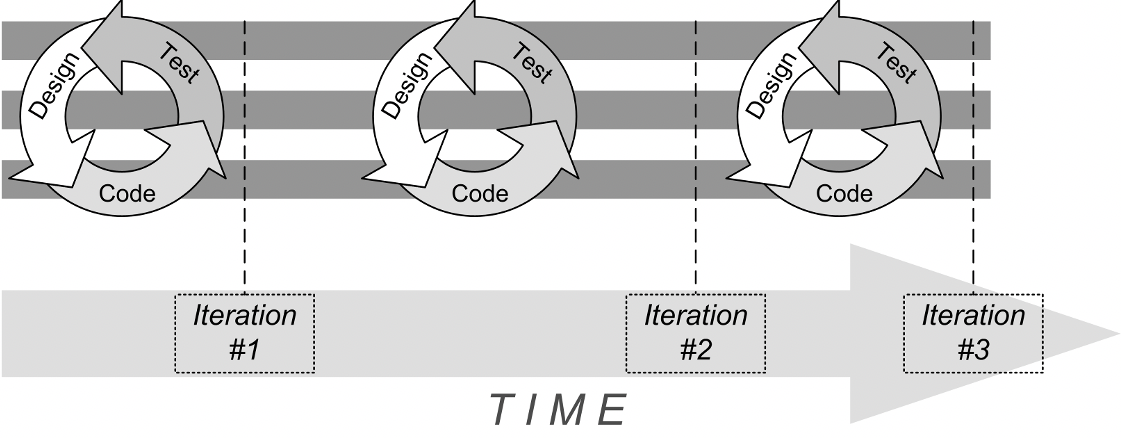 Design
Test
Code
Design
Test
Code
Design
Test
Code
Iteration
#1
Iteration
#2
Iteration
#3
TIME